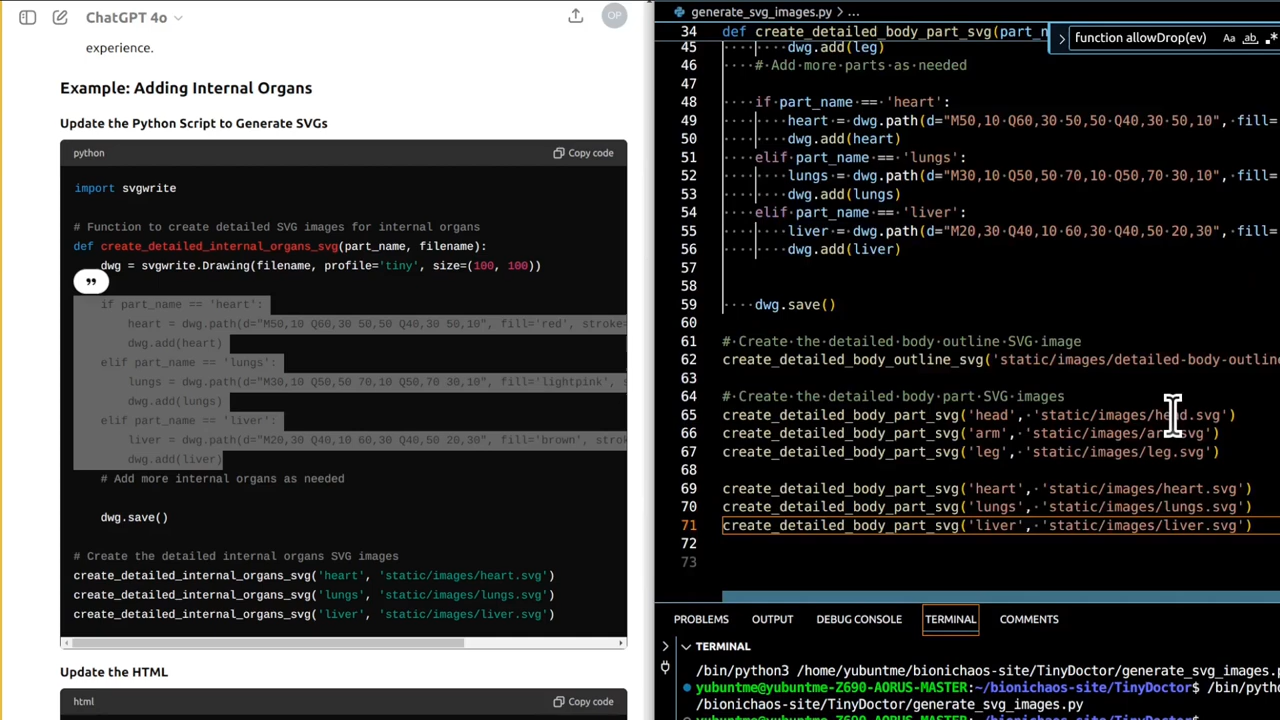 ChatGPT 4o
OP
experience.
Example: Adding Internal Organs
Update the Python Script to Generate SVGs
python
Copy code
import svgwrite
# Function to create detailed SVG images for internal organs
def create_detailed_internal_organs_svg(part_name, filename):
dwg = svgwrite.Drawing(filename, profile='tiny', size=(100, 100))
if part_name == 'heart':
heart = dwg.path(d="M50,10 Q60,30 50,50 Q40,30 50,10", fill='red', stroke=
dwg.add(heart)
elif part_name == 'lungs':
lungs = dwg.path(d="M30,10 Q50,50 70,10 Q50,70 30,10", fill='lightpink', s
dwg.add(lungs)
elif part_name == 'liver':
liver = dwg.path(d="M20,30 Q40,10 60,30 Q40,50 20,30", fill='brown', stroke
dwg.add(liver)
# Add more internal organs as needed
dwg.save()
# Create the detailed internal organs SVG images
create_detailed_internal_organs_svg('heart', 'static/images/heart.svg')
create_detailed_internal_organs_svg('lungs', 'static/images/lungs.svg')
create_detailed_internal_organs_svg('liver', 'static/images/liver.svg')
Update the HTML
html
Copy code
generate_svg_images.py > ...
34 def create_detailed_body_part_svg(part_n
function allowDrop(ev)
Aa ab .*
45 dwg.add(leg)
46 # Add more parts as needed
47
48 if part_name == 'heart':
49 heart = dwg.path(d="M50,10 Q60,30 50,50 Q40,30 50,10", fill=
50 dwg.add(heart)
51 elif part_name == 'lungs':
52 lungs = dwg.path(d="M30,10 Q50,50 70,10 Q50,70 30,10", fill=
53 dwg.add(lungs)
54 elif part_name == 'liver':
55 liver = dwg.path(d="M20,30 Q40,10 60,30 Q40,50 20,30", fill=
56 dwg.add(liver)
57
58
59 dwg.save()
60
61 # Create the detailed body outline SVG image
62 create_detailed_body_outline_svg('static/images/detailed-body-outline
63
64 # Create the detailed body part SVG images
65 create_detailed_body_part_svg('head', 'static/images/head.svg')
66 create_detailed_body_part_svg('arm', 'static/images/arm.svg')
67 create_detailed_body_part_svg('leg', 'static/images/leg.svg')
68
69 create_detailed_body_part_svg('heart', 'static/images/heart.svg')
70 create_detailed_body_part_svg('lungs', 'static/images/lungs.svg')
71 create_detailed_body_part_svg('liver', 'static/images/liver.svg')
72
73
PROBLEMS OUTPUT DEBUG CONSOLE TERMINAL COMMENTS
TERMINAL
/bin/python3 /home/yubuntme/bionichaos-site/TinyDoctor/generate_svg_images.p
yubuntme@yubuntme-Z690-AORUS-MASTER:~/bionichaos-site/TinyDoctor$ /bin/pytho
/bionichaos-site/TinyDoctor/generate_svg_images.py
yubuntme@yubuntme-Z690-AORUS-MASTER:~/bionichaos-site/TinyDoctor$